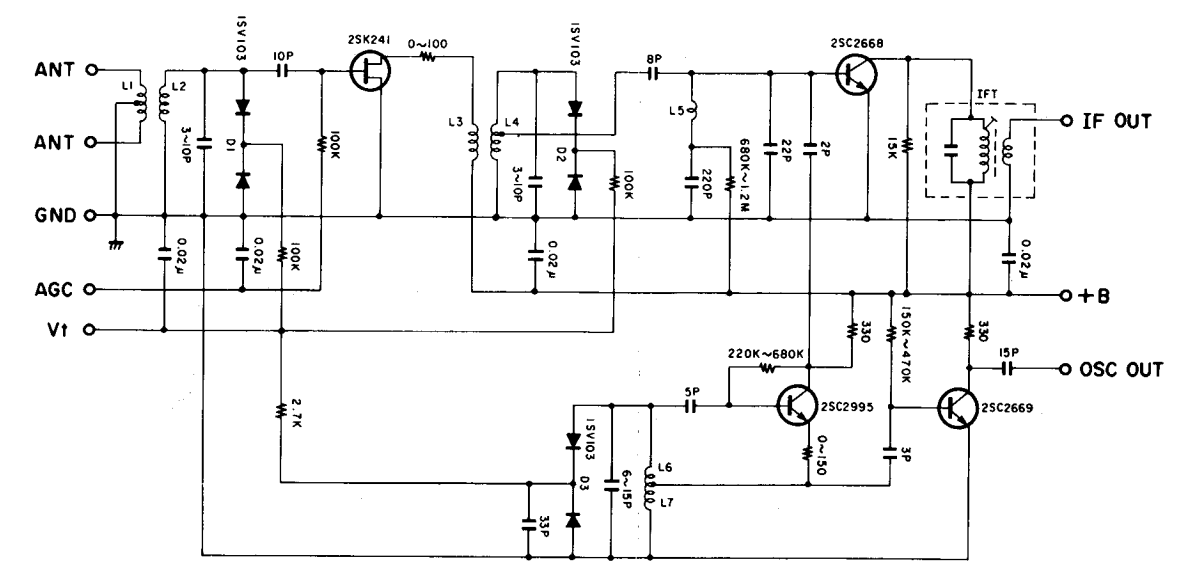 1SV103
2SK241
0~100
1SV103
2SC2668
10P
8P
IFT
ANT
L1
L2
L3
L4
L5
IF OUT
ANT
3~10P
D1
100K
3~10P
D2
100K
220P
680K~1.2M
22P
2P
15K
GND
0.02μ
0.02μ
100K
0.02μ
0.02μ
AGC
+B
Vt
330
150K~470K
330
220K~680K
15P
OSC OUT
2.7K
5P
2SC2995
2SC2669
1SV103
D3
6~15P
L6
L7
0~150
3P
33P